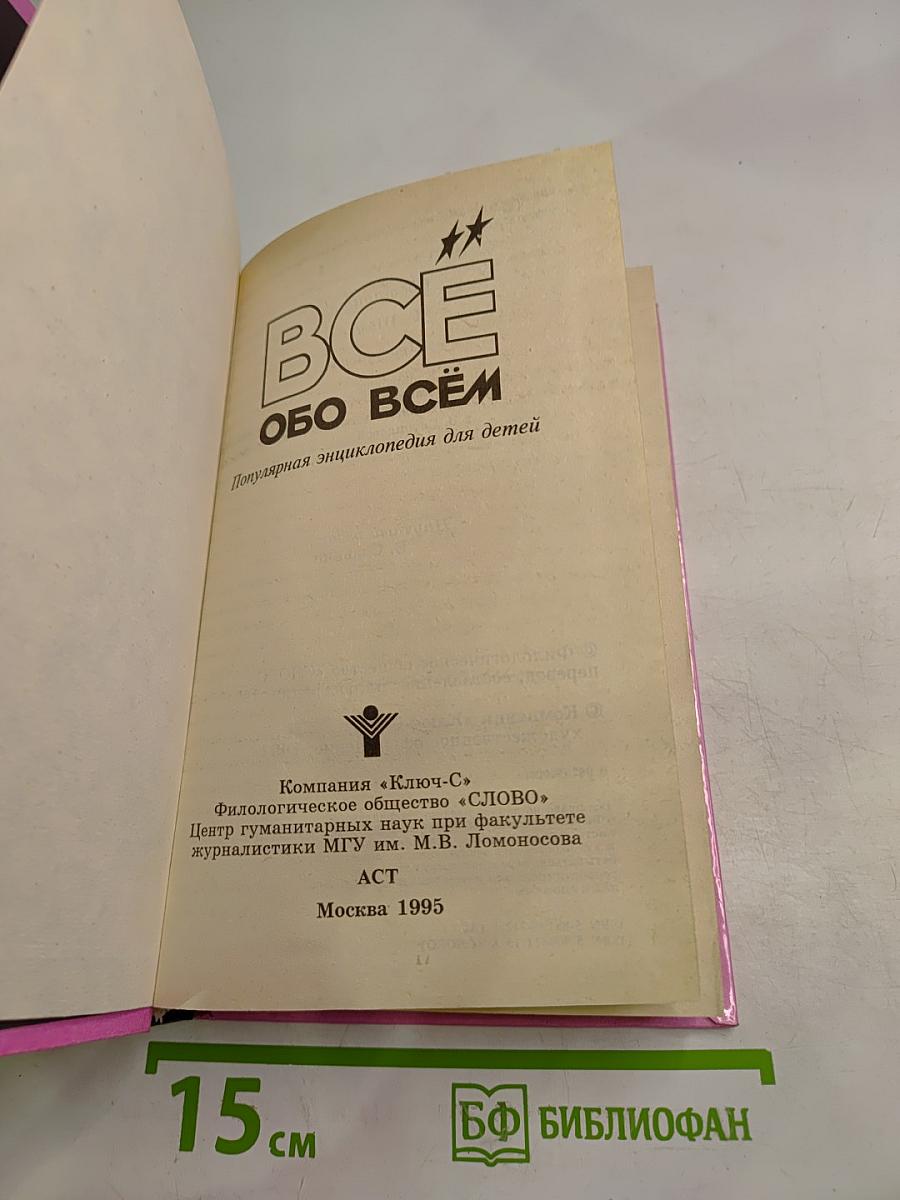 ВСЁ
ОБО ВСЁМ
Популярная энциклопедия для детей
Компания «Ключ-С»
Филологическое общество «СЛОВО»
Центр гуманитарных наук при факультете
журналистики МГУ им. М.В. Ломоносова
АСТ
Москва 1995
15 см
БФ БИБЛИОФАН